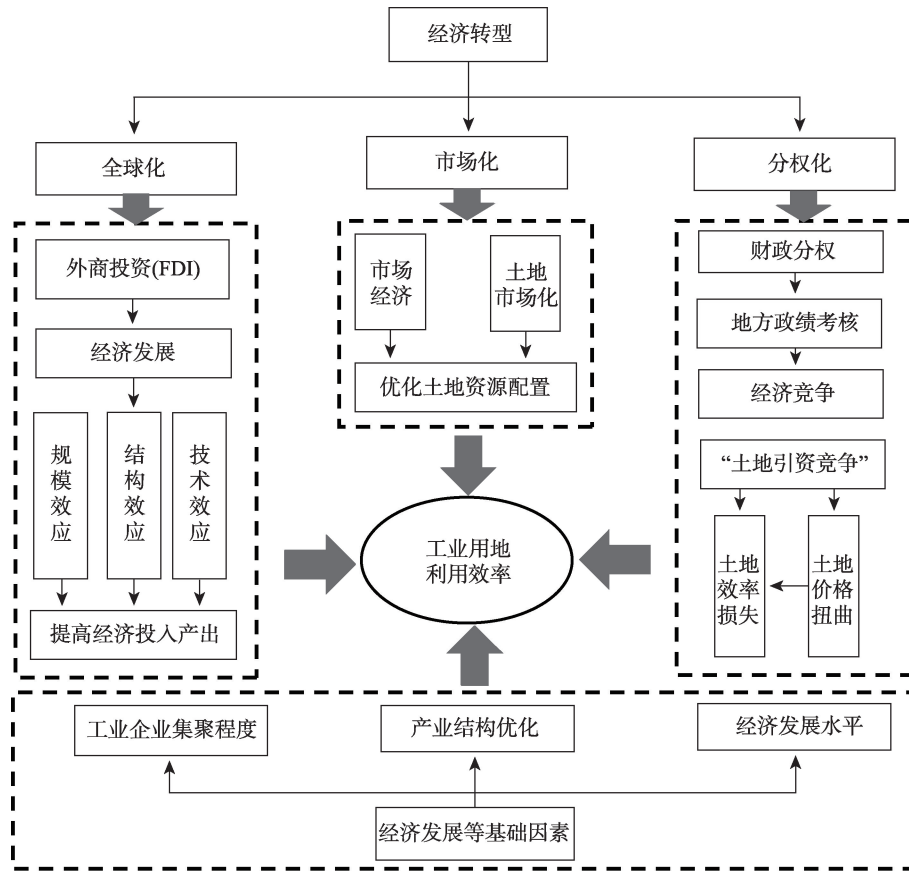 经济转型
全球化
市场化
分权化
外商投资(FDI)
经济发展
规模效应
结构效应
技术效应
提高经济投入产出
市场
经济
土地
市场化
优化土地资源配置
财政分权
地方政绩考核
经济竞争
“土地引资竞争”
土地
效率
损失
土地
价格
扭曲
工业用地
利用效率
工业企业集聚程度
产业结构优化
经济发展水平
经济发展等基础因素